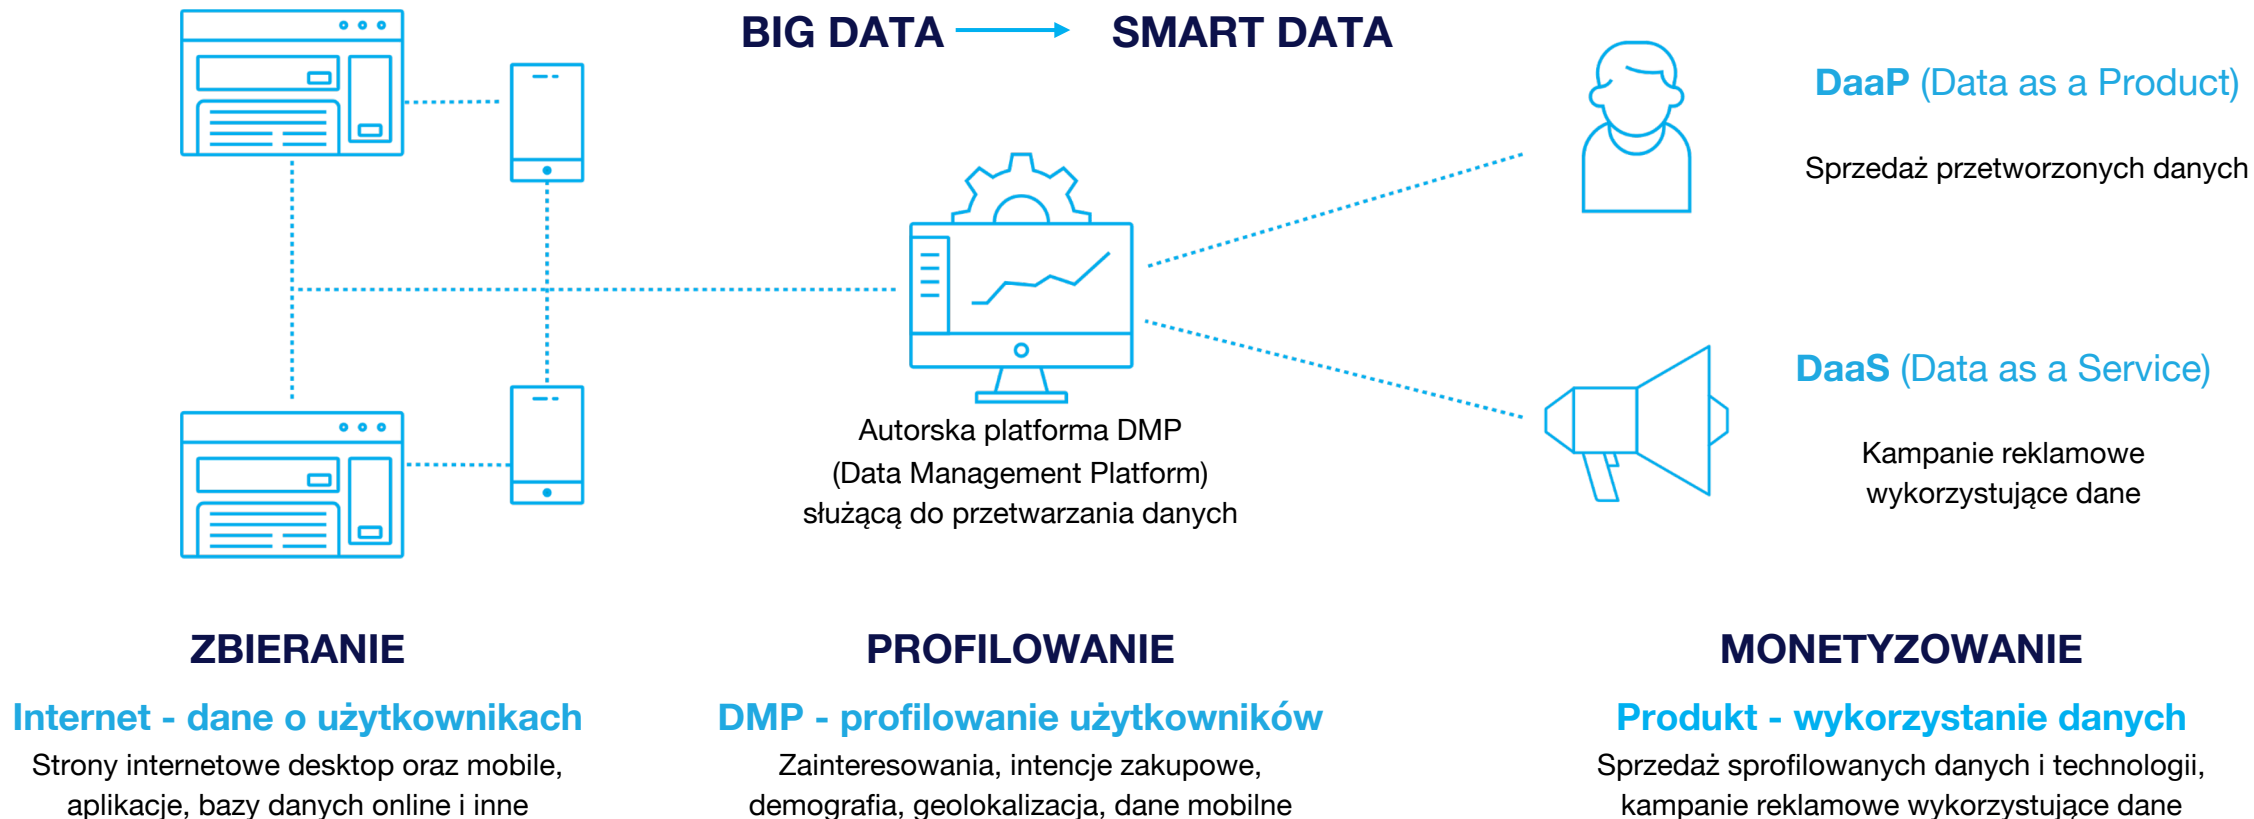 BIG DATA → SMART DATA
DaaP (Data as a Product)
Sprzedaż przetworzonych danych
DaaS (Data as a Service)
Kampanie reklamowe
wykorzystujące dane
Autorska platforma DMP
(Data Management Platform)
służącą do przetwarzania danych
ZBIERANIE
Internet - dane o użytkownikach
Strony internetowe desktop oraz mobile,
aplikacje, bazy danych online i inne
PROFILOWANIE
DMP - profilowanie użytkowników
Zainteresowania, intencje zakupowe,
demografia, geolokalizacja, dane mobilne
MONETYZOWANIE
Produkt - wykorzystanie danych
Sprzedaż sprofilowanych danych i technologii,
kampanie reklamowe wykorzystujące dane